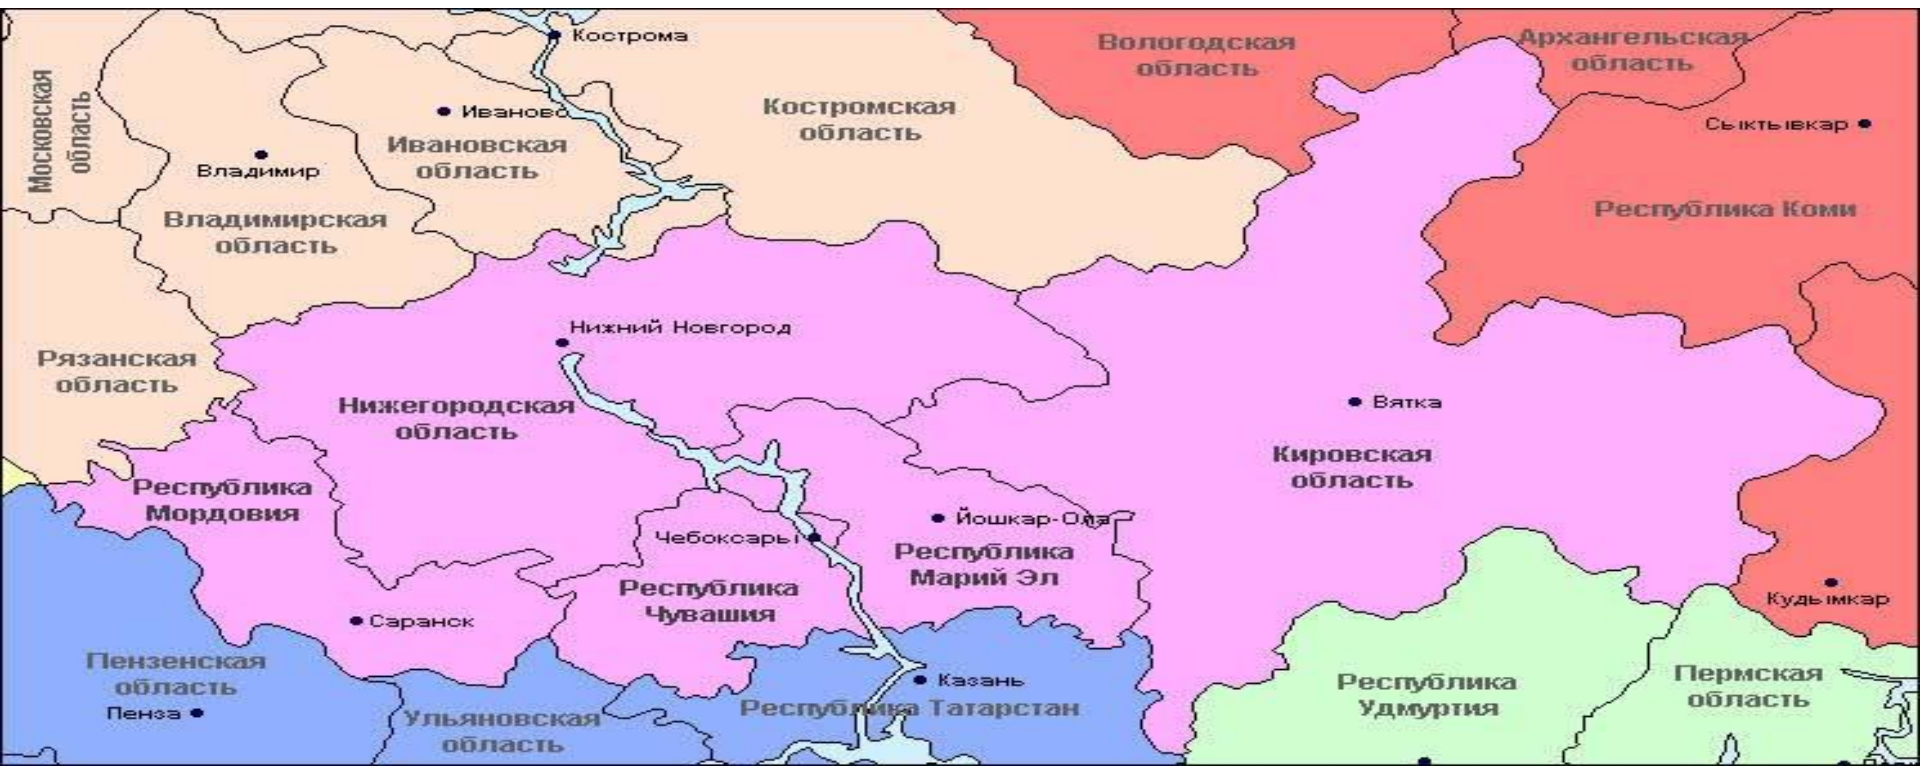 Кострома
Вологодская
область
Архангельская
область
Московская
область
Иваново
Костромская
область
Сыктывкар
Ивановская
область
Владимир
Владимирская
область
Республика Коми
Нижний Новгород
Рязанская
область
Нижегородская
область
Вятка
Кировская
область
Республика
Мордовия
Йошкар-Ола
Чебоксары
Республика
Марий Эл
Республика
Чувашия
Кудымкар
Саранск
Пензенская
область
Пенза
Казань
Республика Татарстан
Ульяновская
область
Республика
Удмуртия
Пермская
область